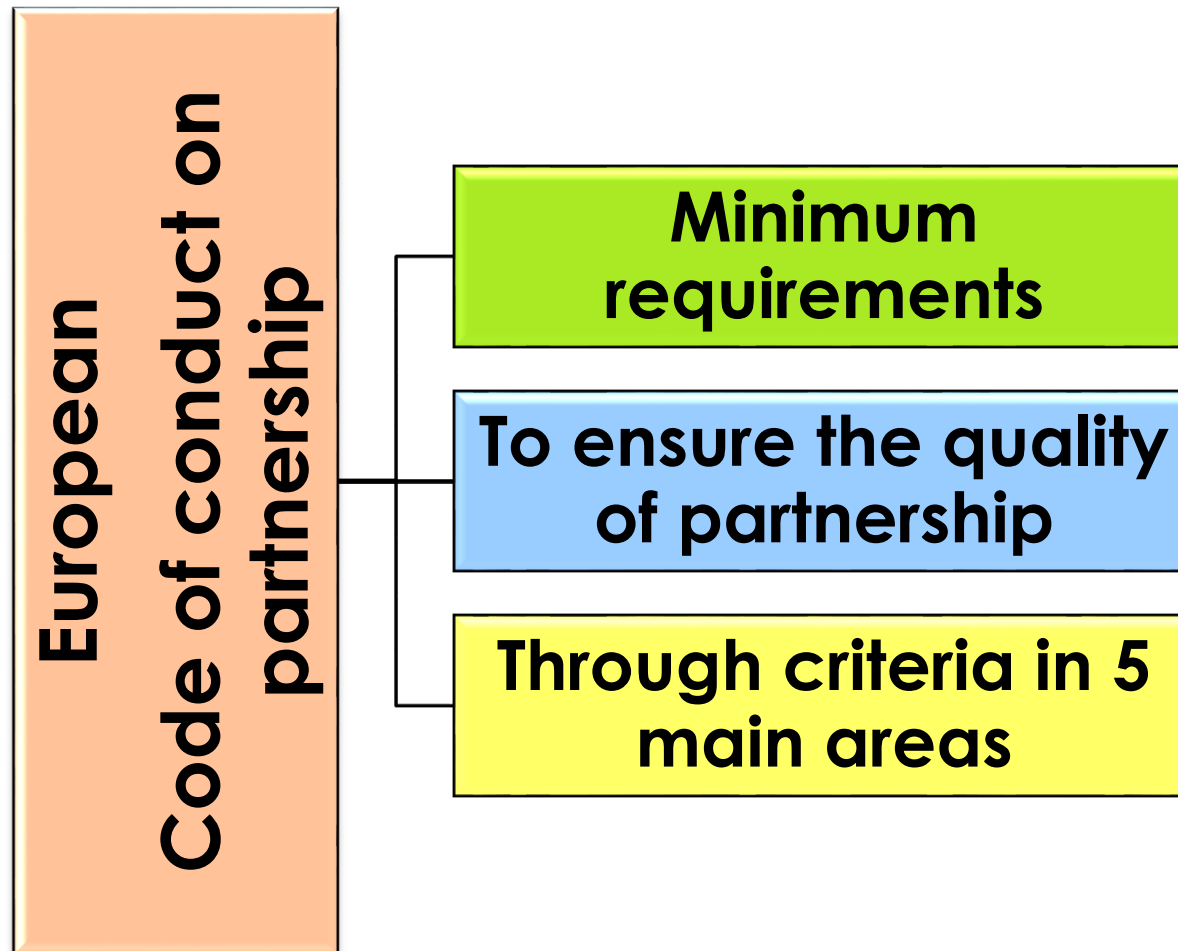 European
Code of conduct on
partnership
Minimum
requirements
To ensure the quality
of partnership
Through criteria in 5
main areas